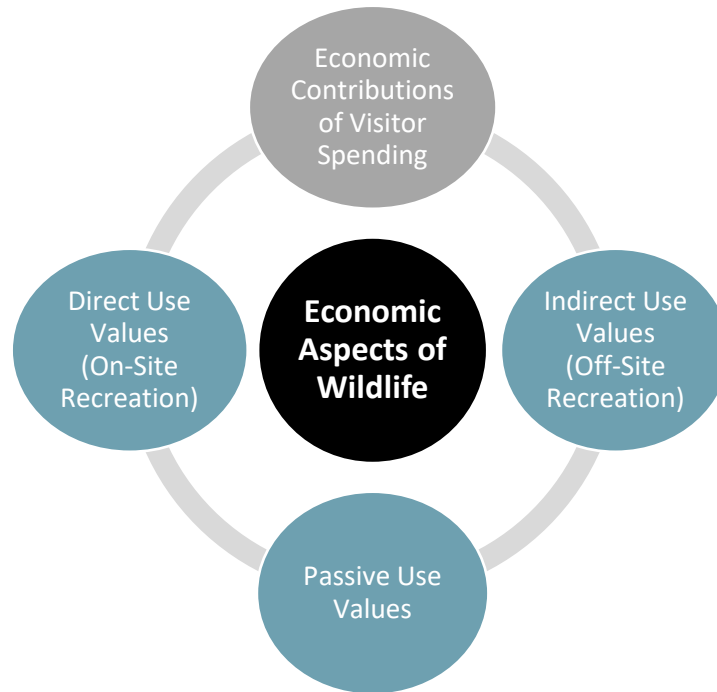 Economic
Contributions
of Visitor
Spending
Direct Use
Values
(On-Site
Recreation)
Economic
Aspects of
Wildlife
Indirect Use
Values
(Off-Site
Recreation)
Passive Use
Values